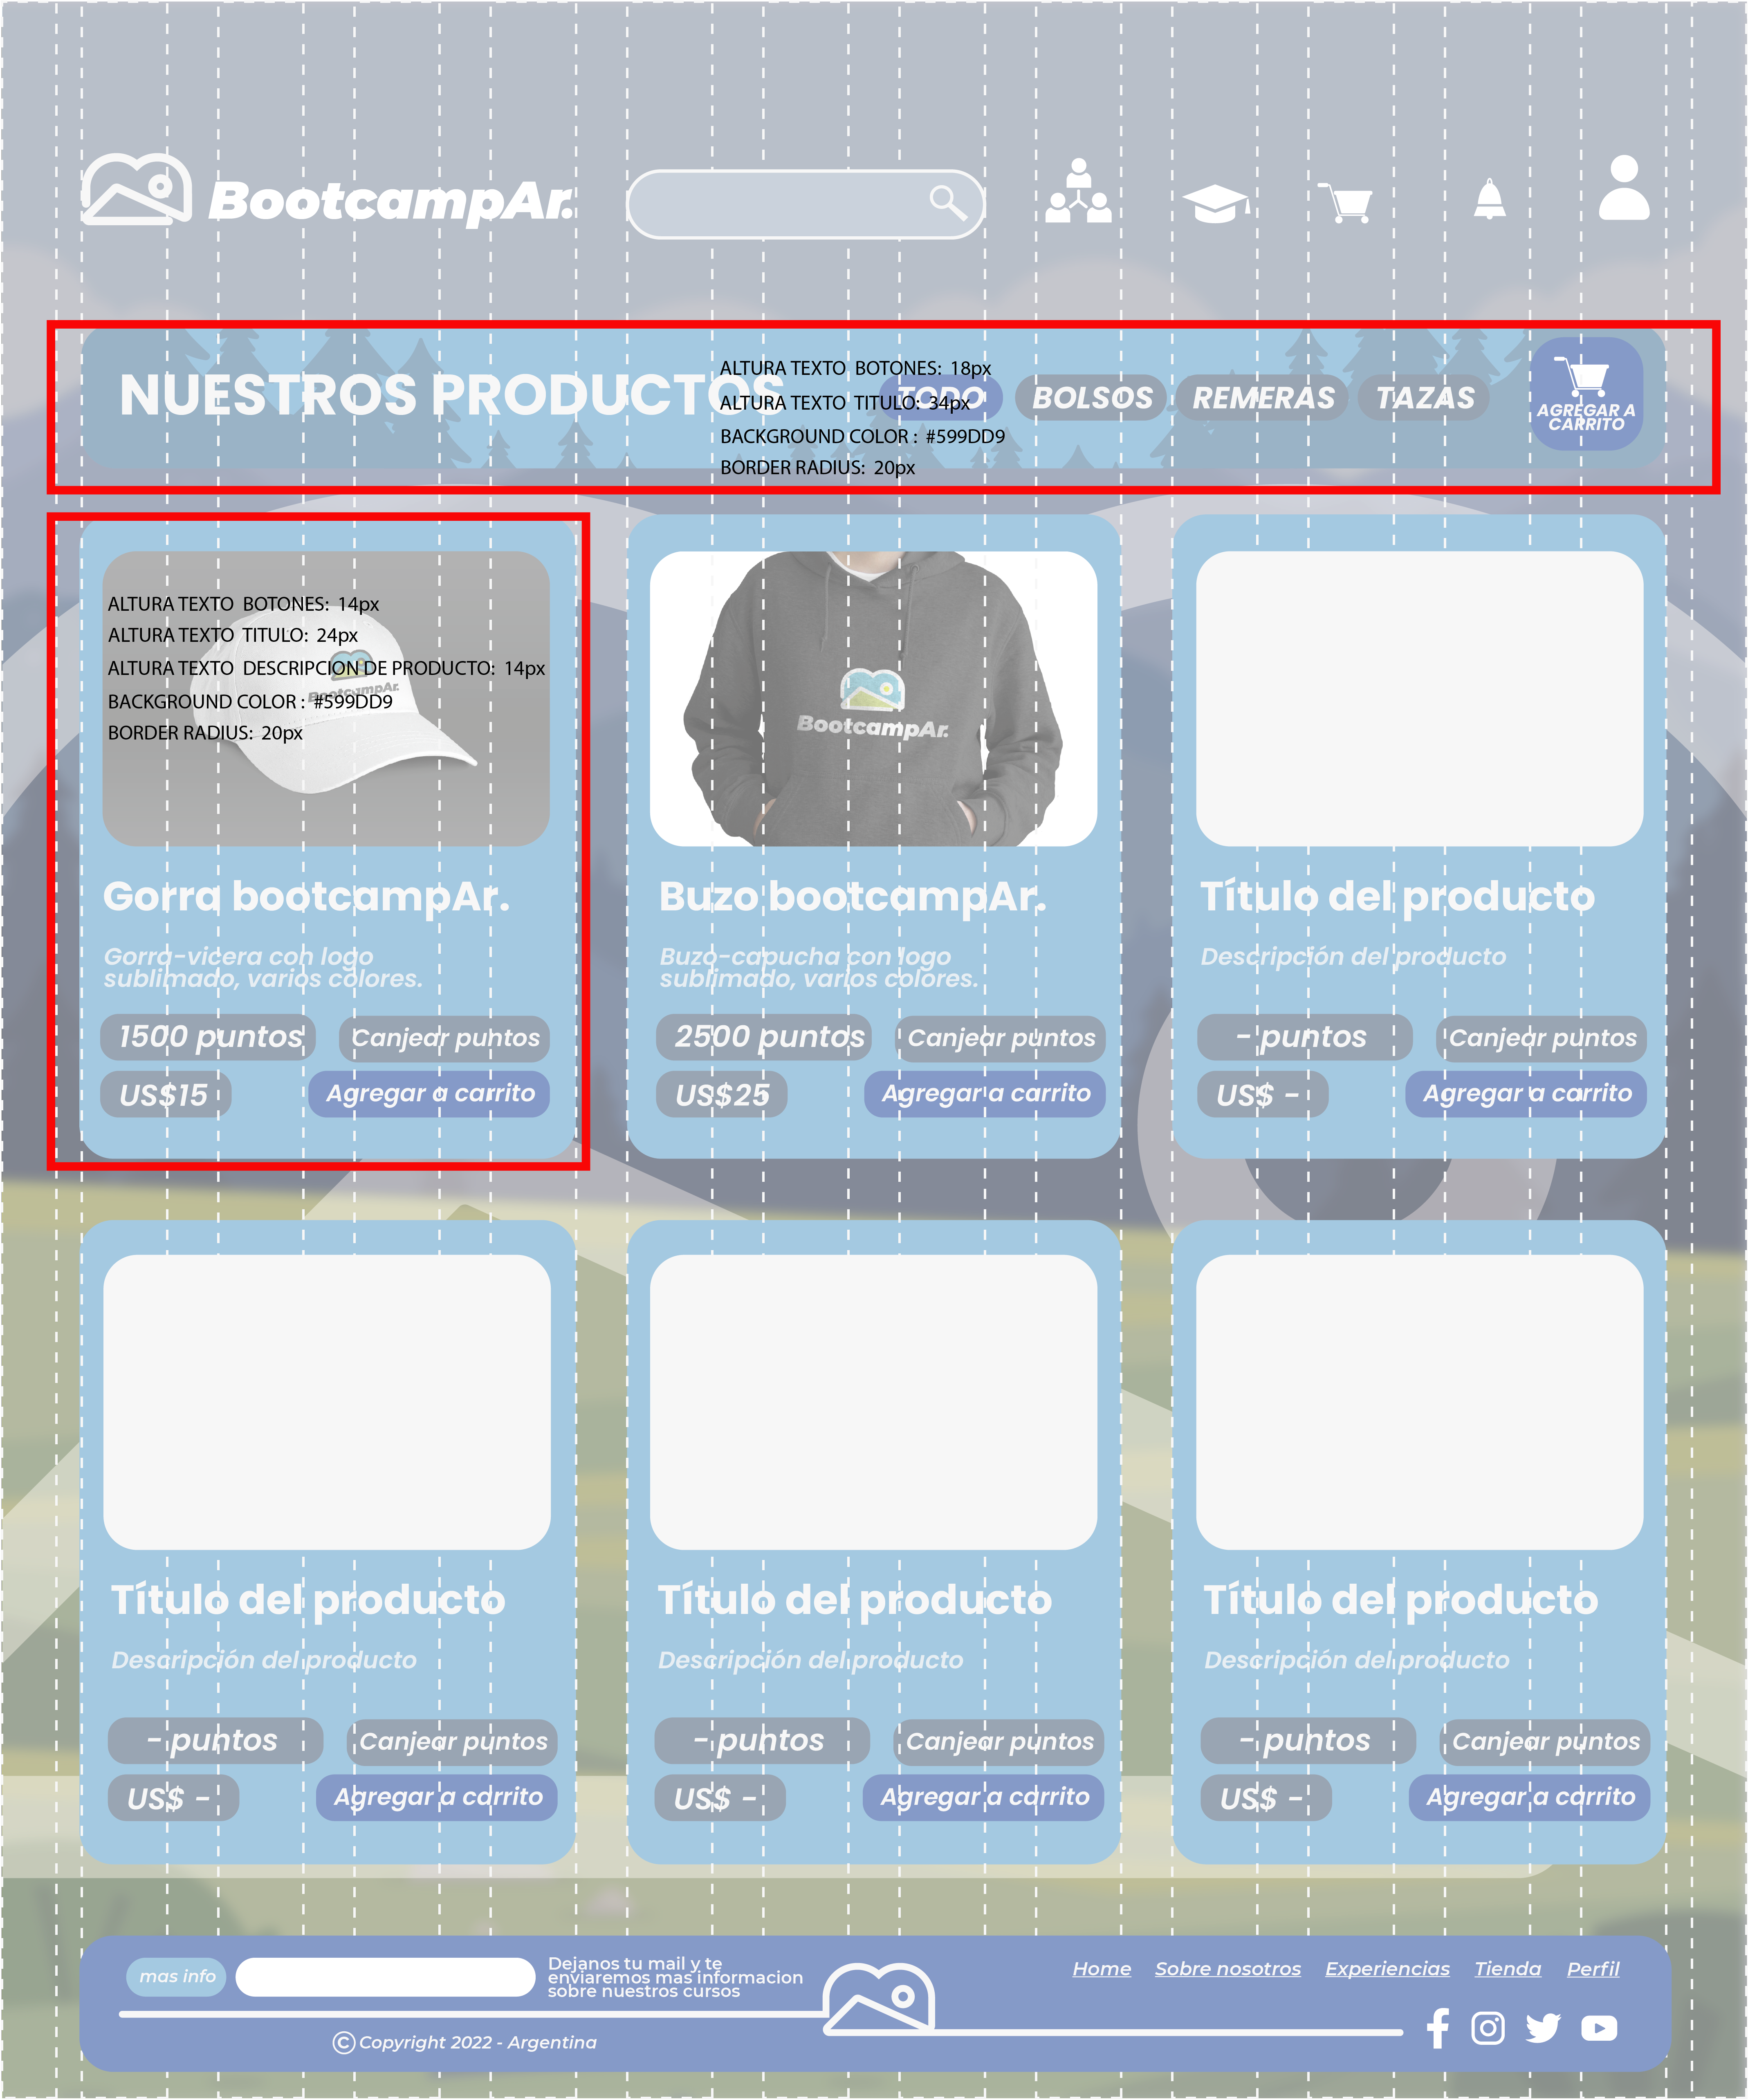 BootcampAr.
NUESTROS PRODUCTOS
TODO
BOLSOS
REMERAS
TAZAS
AGREGAR A
CARRITO
ALTURA TEXTO  BOTONES:  18px
ALTURA TEXTO  TITULO:  34px
BACKGROUND COLOR :  #599DD9
BORDER RADIUS:  20px
ALTURA TEXTO  BOTONES:  14px
ALTURA TEXTO  TITULO:  24px
ALTURA TEXTO  DESCRIPCION DE PRODUCTO:  14px
BACKGROUND COLOR :  #599DD9
BORDER RADIUS:  20px
BootcampAr.
Gorra bootcampAr.
Gorra-vicera con logo
sublimado, varios colores.
1500 puntos
Canjear puntos
US$15
Agregar a carrito
BootcampAr.
Buzo bootcampAr.
Buzo-capucha con logo
sublimado, varios colores.
2500 puntos
Canjear puntos
US$25
Agregar a carrito
Título del producto
Descripción del producto
- puntos
Canjear puntos
US$ -
Agregar a carrito
Título del producto
Descripción del producto
- puntos
Canjear puntos
US$ -
Agregar a carrito
Título del producto
Descripción del producto
- puntos
Canjear puntos
US$ -
Agregar a carrito
Título del producto
Descripción del producto
- puntos
Canjear puntos
US$ -
Agregar a carrito
mas info
Dejanos tu mail y te
enviaremos mas informacion
sobre nuestros cursos
Home
Sobre nosotros
Experiencias
Tienda
Perfil
© Copyright 2022 - Argentina